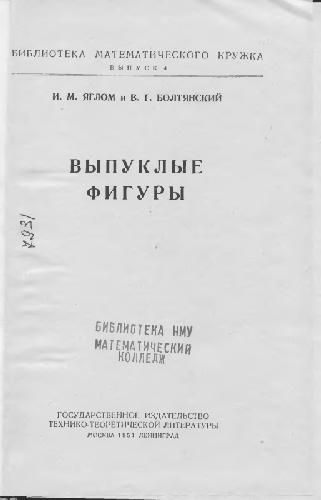 БИБЛИОТЕКА МАТЕМАТИЧЕСКОГО КРУЖКА
ВЫПУСК 4
И. М. ЯГЛОМ и В. Г. БОЛТЯНСКИЙ
ВЫПУКЛЫЕ
ФИГУРЫ
БИБЛИОТЕКА НМУ
МАТЕМАТИЧЕСКИЙ
КОЛЛЕДЖ
ГОСУДАРСТВЕННОЕ ИЗДАТЕЛЬСТВО
ТЕХНИКО-ТЕОРЕТИЧЕСКОЙ ЛИТЕРАТУРЫ
МОСКВА 1951 ЛЕНИНГРАД